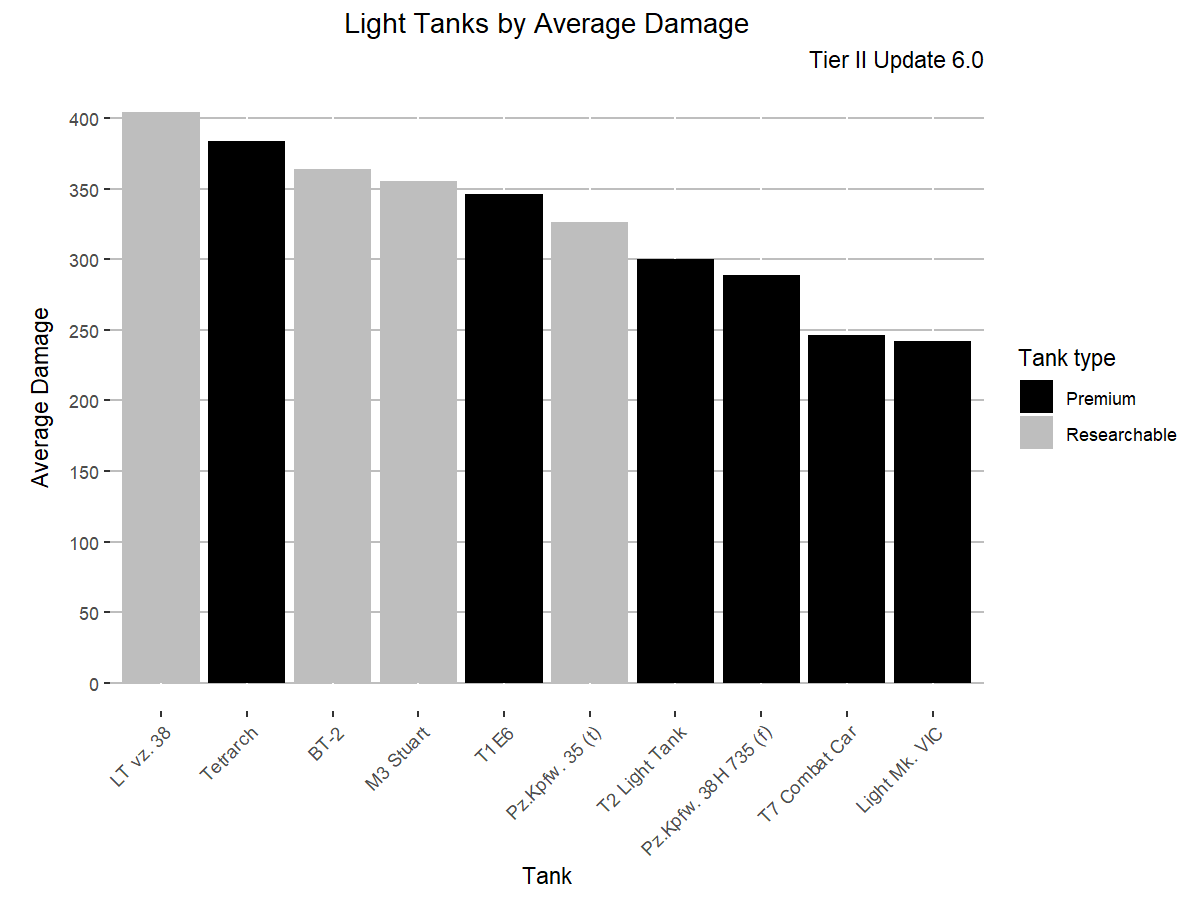 Light Tanks by Average Damage
Tier II Update 6.0
Average Damage
400
350
300
250
200
150
100
50
0
LT vz. 38
Tetrarch
BT-2
M3 Stuart
T1E6
Pz.Kpfw. 35 (t)
T2 Light Tank
Pz.Kpfw. 38H 735 (f)
T7 Combat Car
Light Mk. VIC
Tank
Tank type
Premium
Researchable